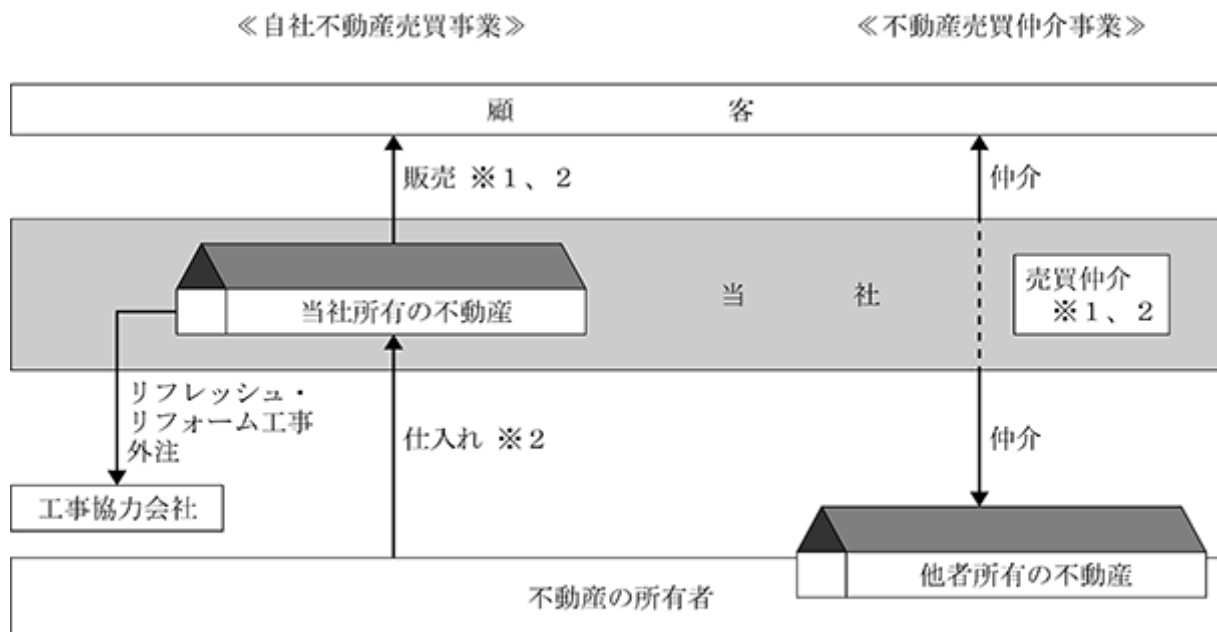 ≪自社不動産売買事業≫
≪不動産売買仲介事業≫
顧　客
販売 ※１、２
仲介
当社所有の不動産
当　社
売買仲介
※１、２
リフレッシュ・
リフォーム工事
外注
仕入れ ※２
仲介
工事協力会社
他者所有の不動産
不動産の所有者